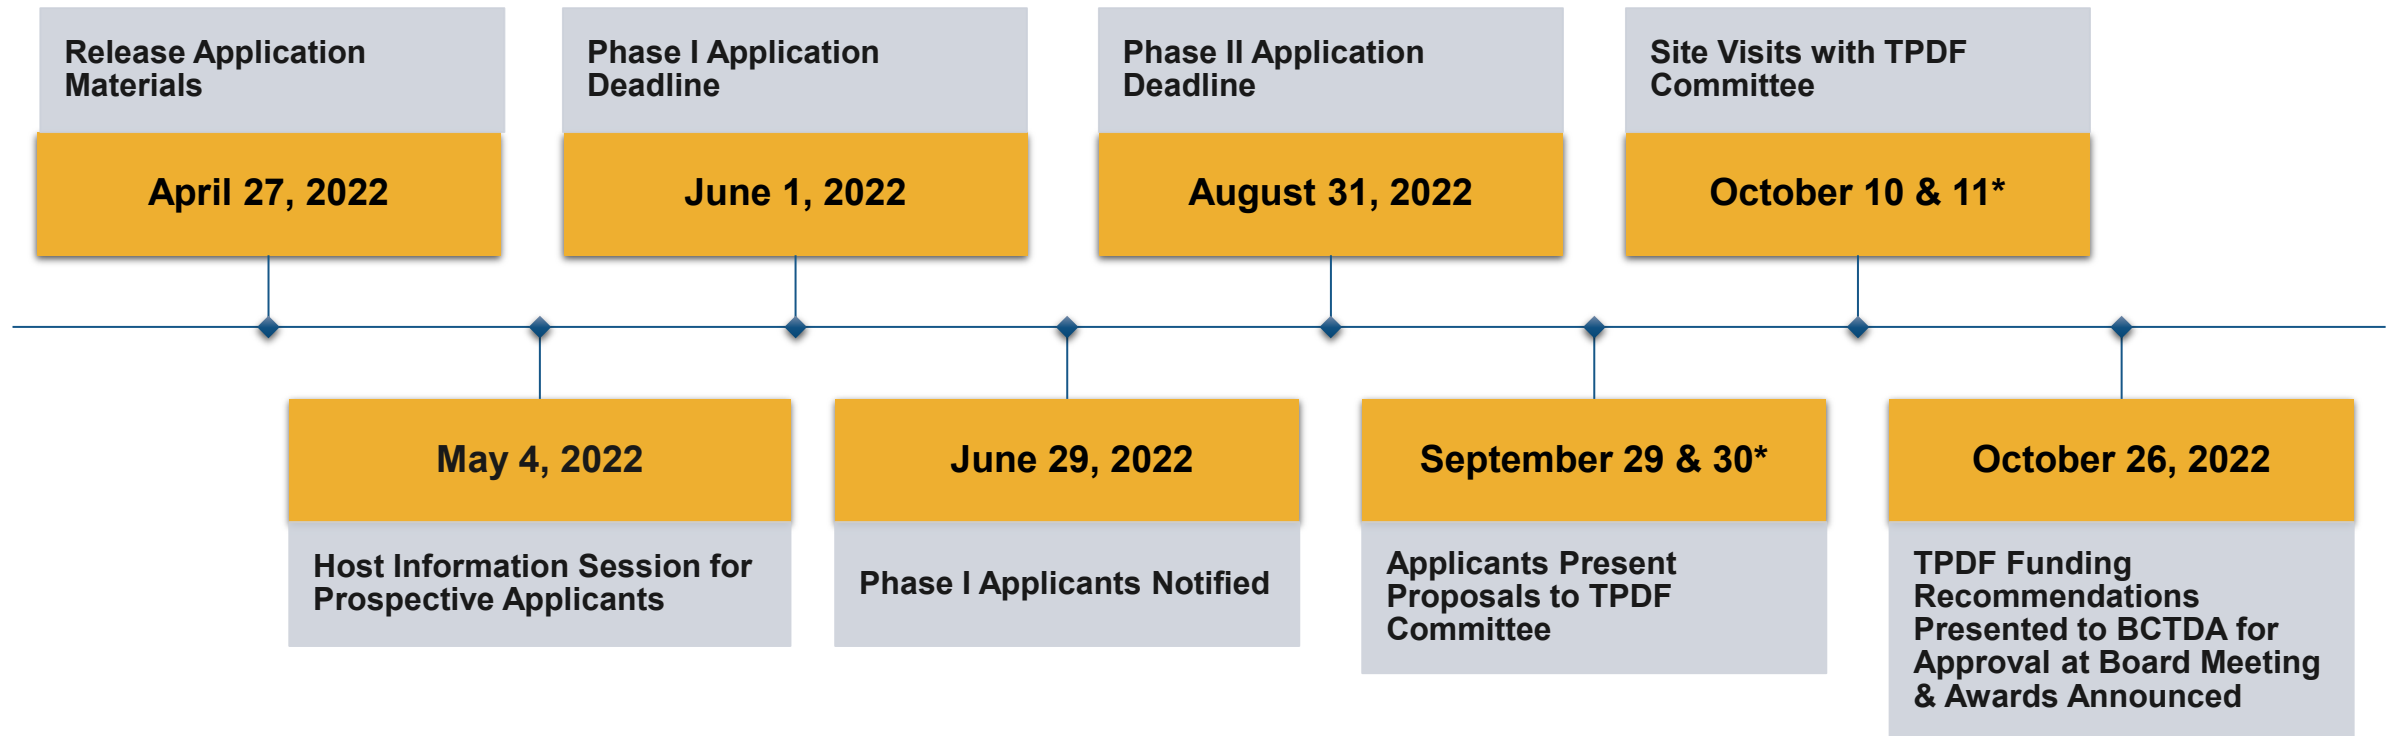 Release Application
Materials
April 27, 2022
Phase I Application
Deadline
June 1, 2022
Phase II Application
Deadline
August 31, 2022
Site Visits with TPDF
Committee
October 10 & 11*
May 4, 2022
Host Information Session for
Prospective Applicants
June 29, 2022
Phase I Applicants Notified
September 29 & 30*
Applicants Present
Proposals to TPDF
Committee
October 26, 2022
TPDF Funding
Recommendations
Presented to BCTDA for
Approval at Board Meeting
& Awards Announced